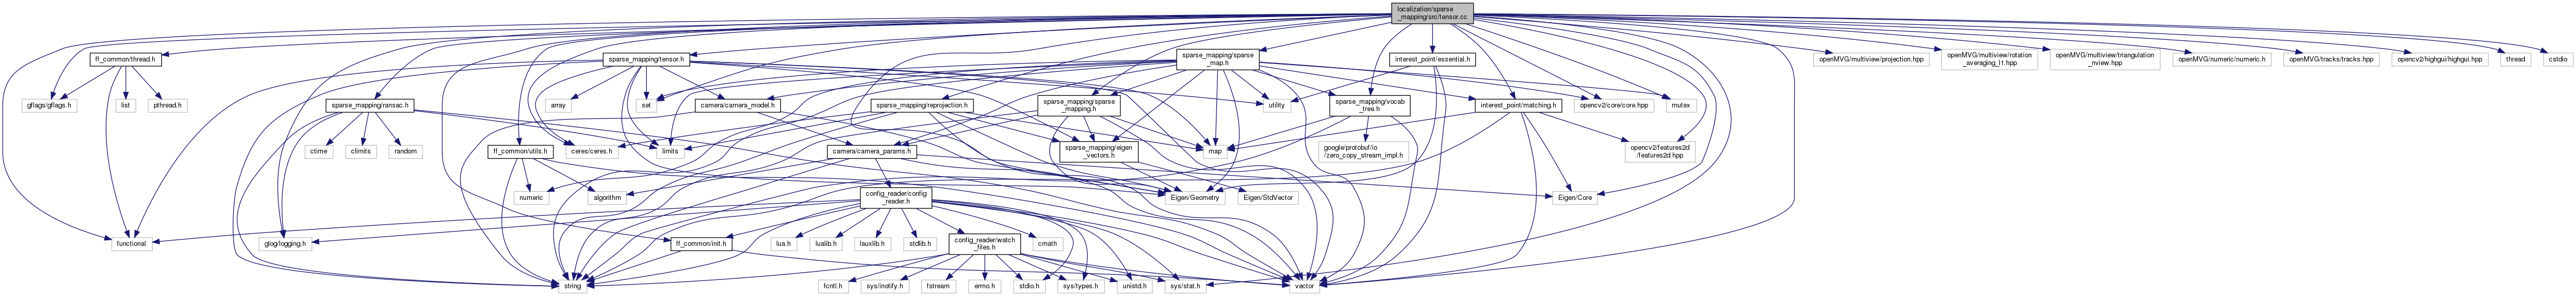 localization/sparse
_mapping/src/tensor.cc
ff_common/thread.h
sparse_mapping/tensor.h
sparse_mapping/sparse
_map.h
interest_point/essential.h
openMVG/multiview/projection.hpp
openMVG/multiview/rotation
_averaging_l1.hpp
openMVG/multiview/triangulation
_nview.hpp
openMVG/numeric/numeric.h
openMVG/tracks/tracks.hpp
opencv2/highgui/highgui.hpp
thread
cstdio
gflags/gflags.h
list
pthread.h
sparse_mapping/ransac.h
array
set
camera/camera_model.h
sparse_mapping/reprojection.h
sparse_mapping/sparse
_mapping.h
utility
sparse_mapping/vocab
_tree.h
interest_point/matching.h
opencv2/core/core.hpp
mutex
ctime
climits
random
ff_common/utils.h
ceres/ceres.h
limits
camera/camera_params.h
sparse_mapping/eigen
_vectors.h
map
google/protobuf/io
/zero_copy_stream_impl.h
opencv2/features2d
/features2d.hpp
numeric
algorithm
config_reader/config
_reader.h
Eigen/Geometry
Eigen/StdVector
Eigen/Core
functional
glog/logging.h
ff_common/init.h
lua.h
lualib.h
lauxlib.h
stdlib.h
config_reader/watch
_files.h
cmath
string
fcntl.h
sys/inotify.h
fstream
errno.h
stdio.h
sys/types.h
unistd.h
sys/stat.h
vector